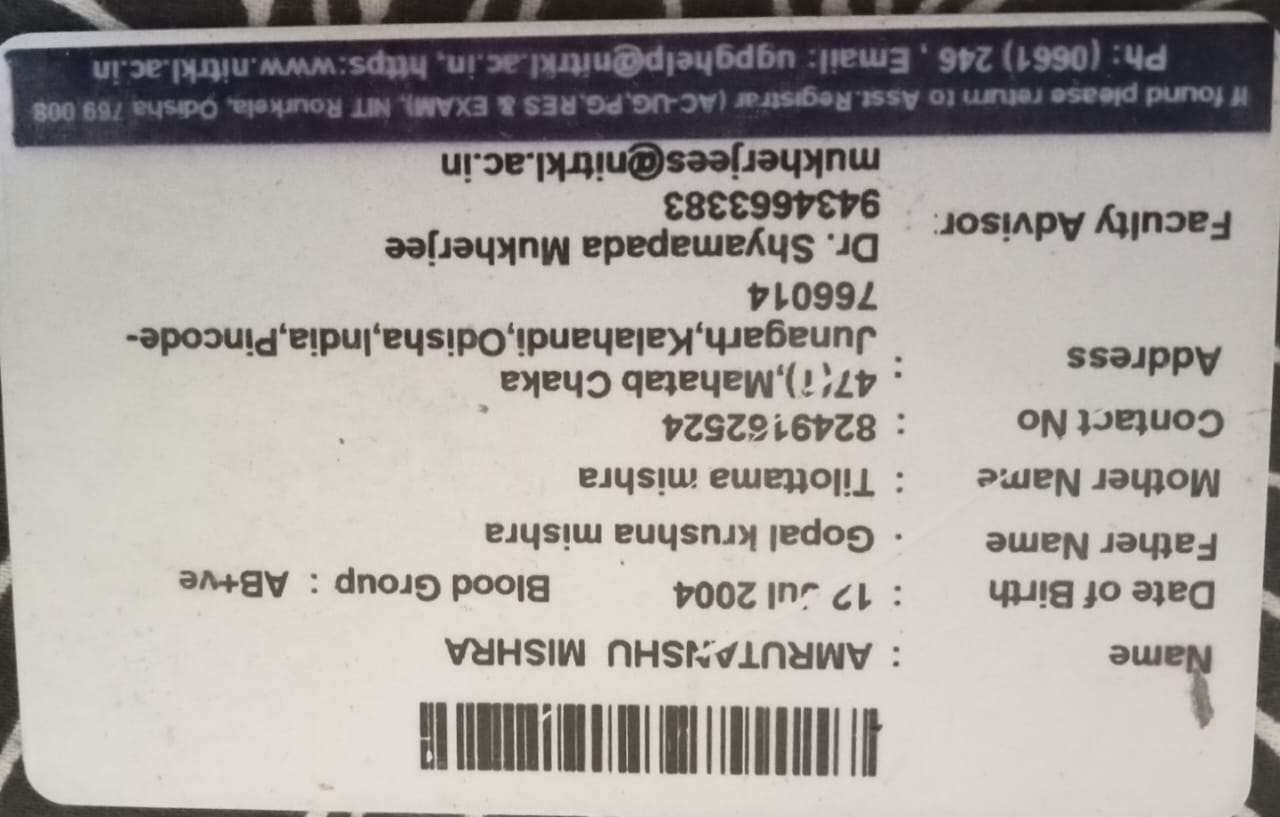 Name : AMRUTANSHU MISHRA
Date of Birth : 12 Jul 2004 Blood Group : AB+ve
Father Name : Gopal krushna mishra
Mother Name : Tilottama mishra
Contact No : 8249162524
Address : 47(1),Mahatab Chaka
Junagarh,Kalahandi,Odisha,India,Pincode-
766014
Faculty Advisor: Dr. Shyamapada Mukherjee
9434663383
mukherjees@nitrkl.ac.in
If found please return to Asst.Registrar (AC-UG,PG,RES & EXAM), NIT Rourkela, Odisha 769 008
Ph: (0661) 246 , Email: ugpghelp@nitrkl.ac.in, https:www.nitrkl.ac.in